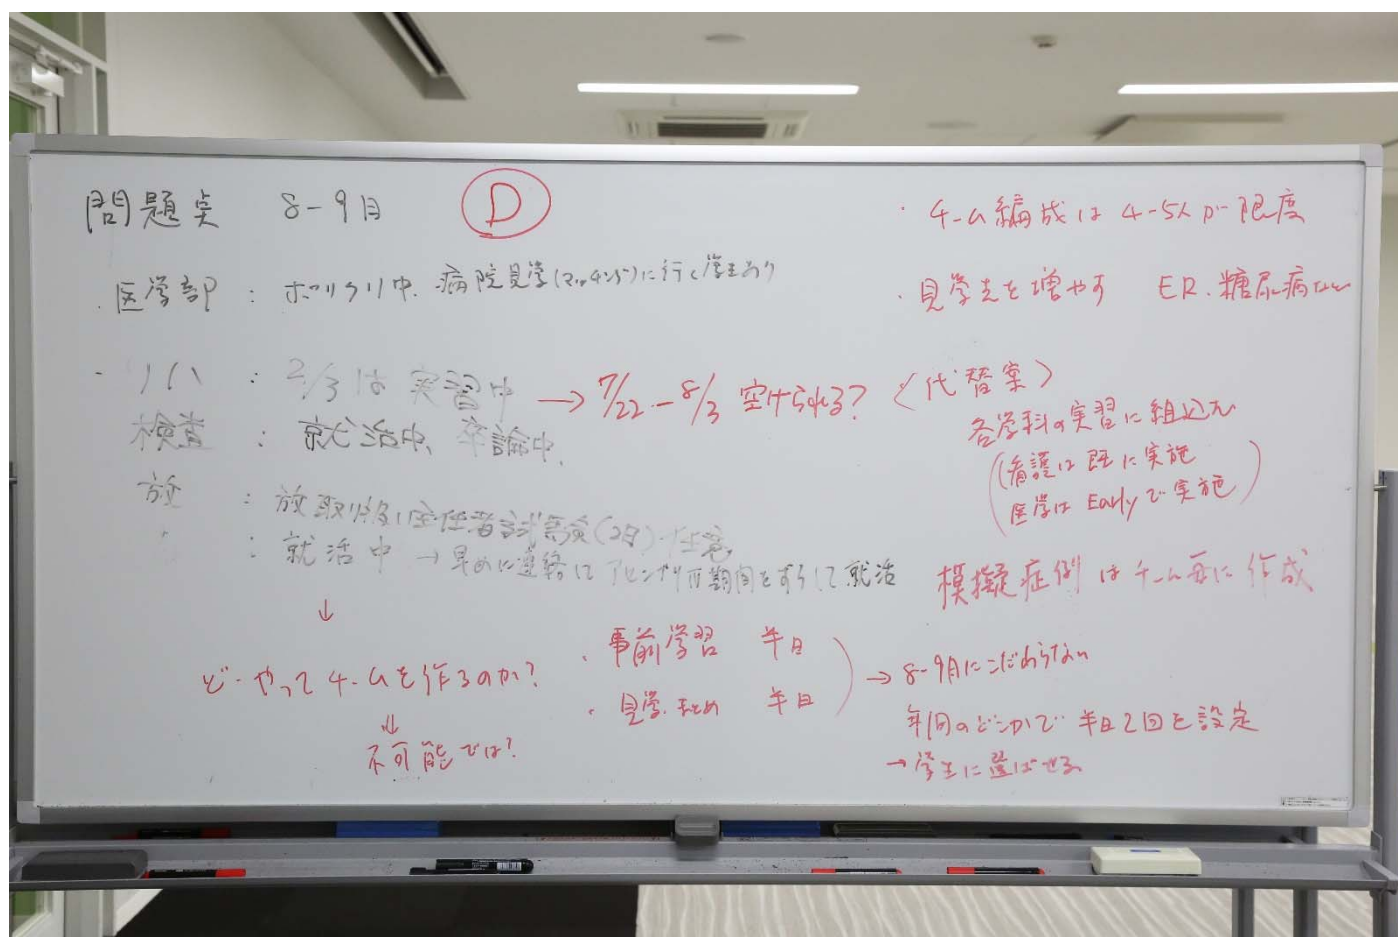 問題点 8-9月 D
・医学部 : ポリクリ中、病院見学(マッチング)に行く学生あり
・リハ : 2/3は実習中 → 7/22-8/3 空けられる?
検査 : 就活中、卒論中、
放 : 放取扱主任者試験(2日)任意
: 就活中 →早めに連絡して 期間をずらして就活
↓
どーやってチームを作るのか?
⇓
不可能では?
・事前学習 半日
・見学・まとめ 半日
→ 8-9月にこだわらない
年間のどこかで 半日2回を設定
→学生に選ばせる
・チーム編成は 4-5人が限度
・見学先を増やす ER、糖尿病など
〈代替案〉
各学科の実習に組込む
(看護は既に実施
医学はEarlyで実施)
模擬症例はチーム毎に作成